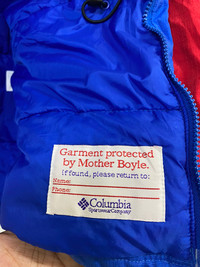 Garment protected
by Mother Boyle.
If found, please return to:
Name:
Phone:
Columbia
Sportswear Company